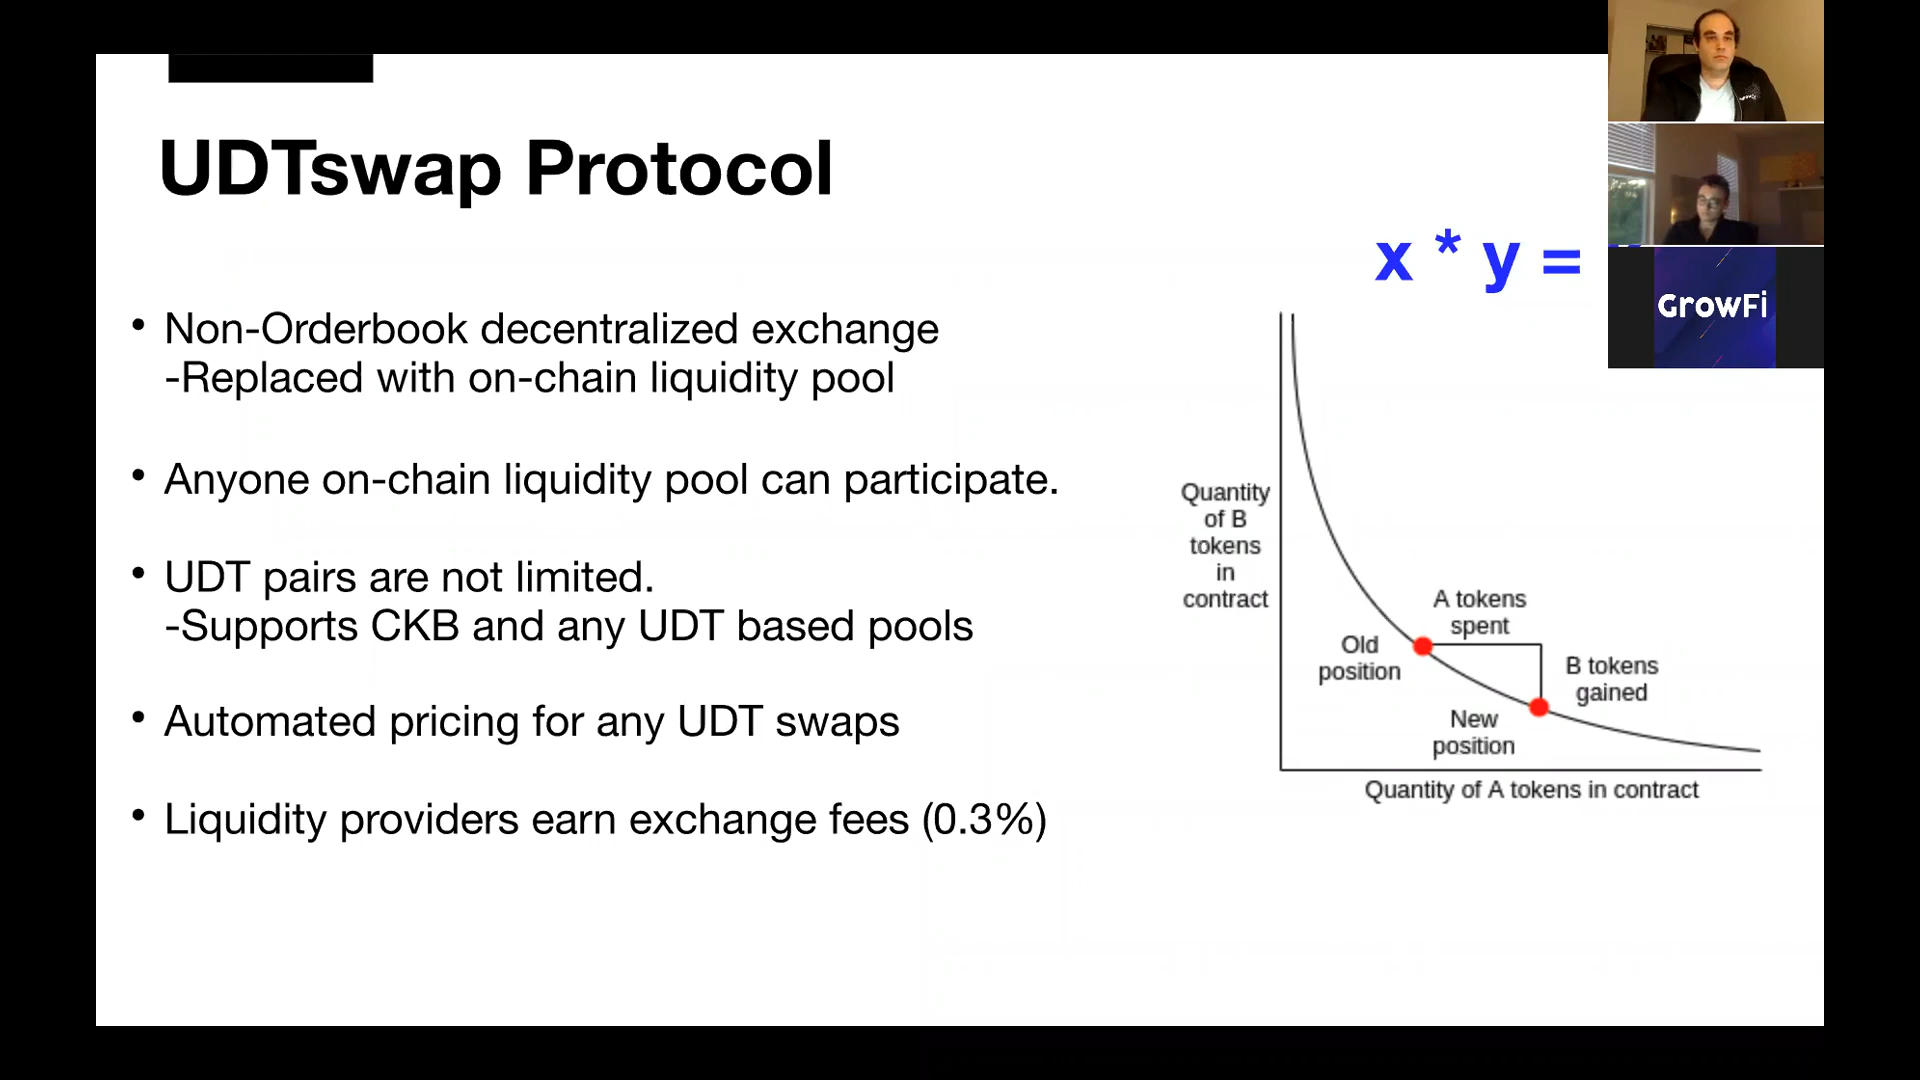 UDTswap Protocol
x * y =
GrowFi
• Non-Orderbook decentralized exchange
-Replaced with on-chain liquidity pool
• Anyone on-chain liquidity pool can participate.
• UDT pairs are not limited.
-Supports CKB and any UDT based pools
• Automated pricing for any UDT swaps
• Liquidity providers earn exchange fees (0.3%)
Quantity
of B
tokens
in
contract
A tokens
spent
Old
position
B tokens
gained
New
position
Quantity of A tokens in contract